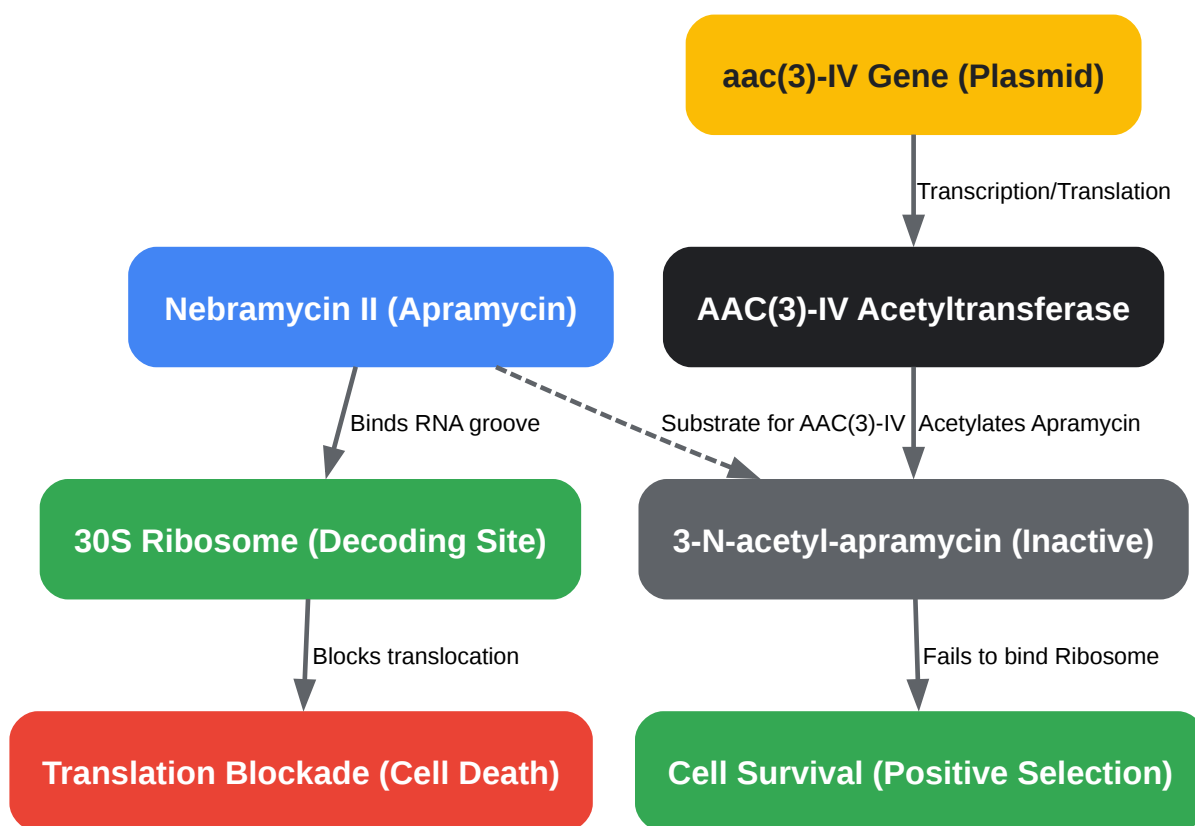 aac(3)-IV Gene (Plasmid)
Transcription/Translation
Nebramycin II (Apramycin)
AAC(3)-IV Acetyltransferase
Binds RNA groove
Substrate for AAC(3)-IV
Acetylates Apramycin
30S Ribosome (Decoding Site)
3-N-acetyl-apramycin (Inactive)
Blocks translocation
Fails to bind Ribosome
Translation Blockade (Cell Death)
Cell Survival (Positive Selection)